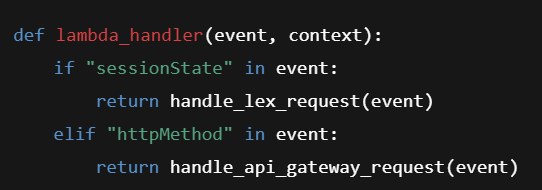 def lambda_handler(event, context):
    if "sessionState" in event:
        return handle_lex_request(event)
    elif "httpMethod" in event:
        return handle_api_gateway_request(event)